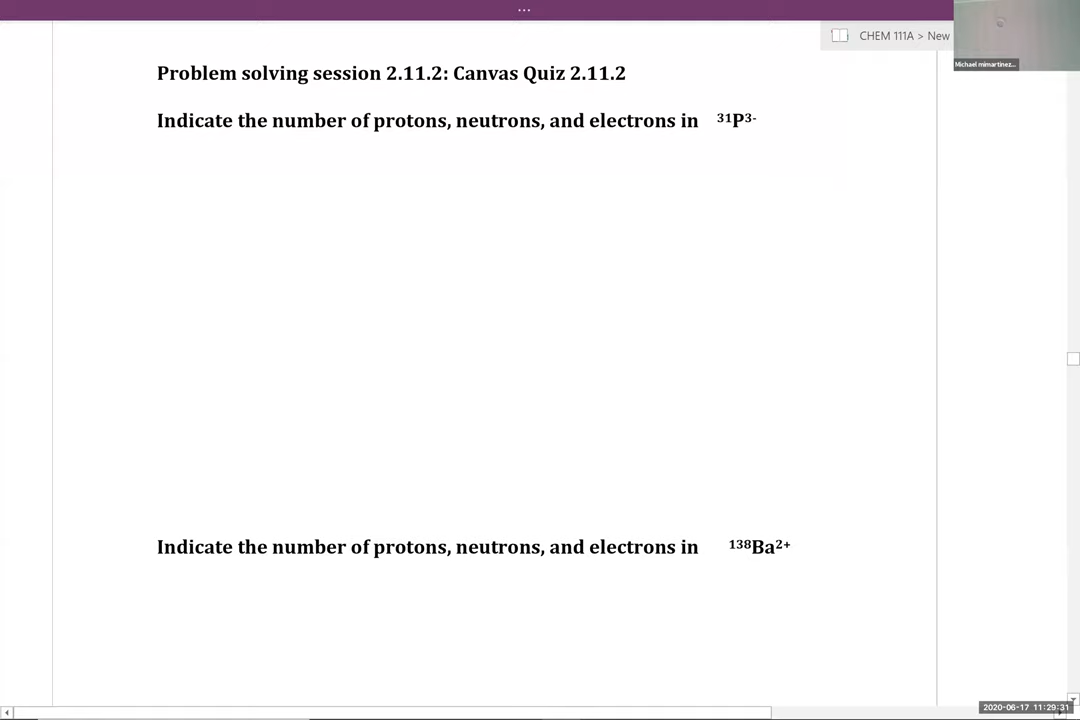 ...
CHEM 111A > New
Michael mimartinez...
Problem solving session 2.11.2: Canvas Quiz 2.11.2
Indicate the number of protons, neutrons, and electrons in ³¹P³⁻
Indicate the number of protons, neutrons, and electrons in ¹³⁸Ba²⁺
2020-06-17 11:29:31